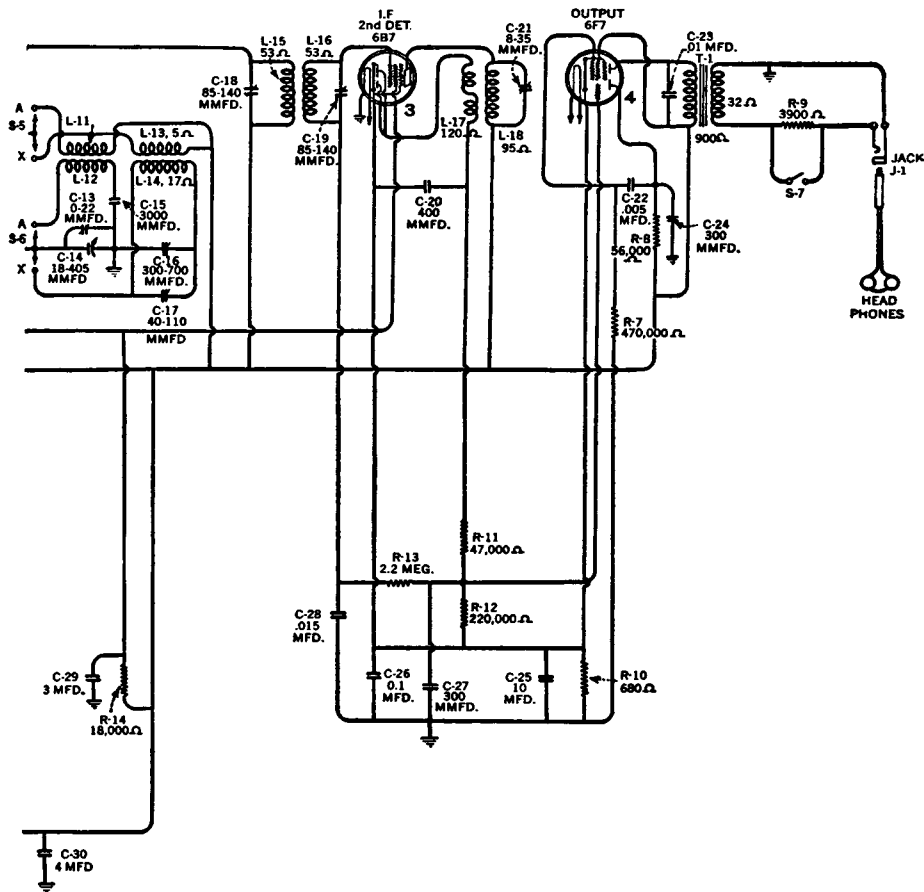 I.F
2nd DET.
6B7
OUTPUT
6F7
L-15
53Ω
L-16
53Ω
C-21
8-35
MMFD.
C-23
.01 MFD.
T-1
C-18
85-140
MMFD.
3
4
A
S-5
X
L-11
L-13, 5Ω
C-19
85-140
MMFD.
L-17
120Ω
L-18
95Ω
32Ω
900Ω
R-9
3900Ω
S-7
JACK
J-1
L-12
L-14, 17Ω
C-13
0-22
MMFD.
C-15
3000
MMFD.
C-20
400
MMFD.
C-22
.005
MFD.
C-24
300
MMFD.
A
S-6
X
C-14
18-405
MMFD
C-16
300-700
MMFD.
C-17
40-110
MMFD
R-8
56,000
Ω
R-7
470,000Ω
HEAD
PHONES
R-11
47,000Ω
R-13
2.2 MEG.
R-12
220,000Ω
C-28
.015
MFD.
C-29
3 MFD.
R-14
18,000Ω
C-26
0.1
MFD.
C-27
300
MMFD.
C-25
10
MFD.
R-10
680Ω
C-30
4 MFD